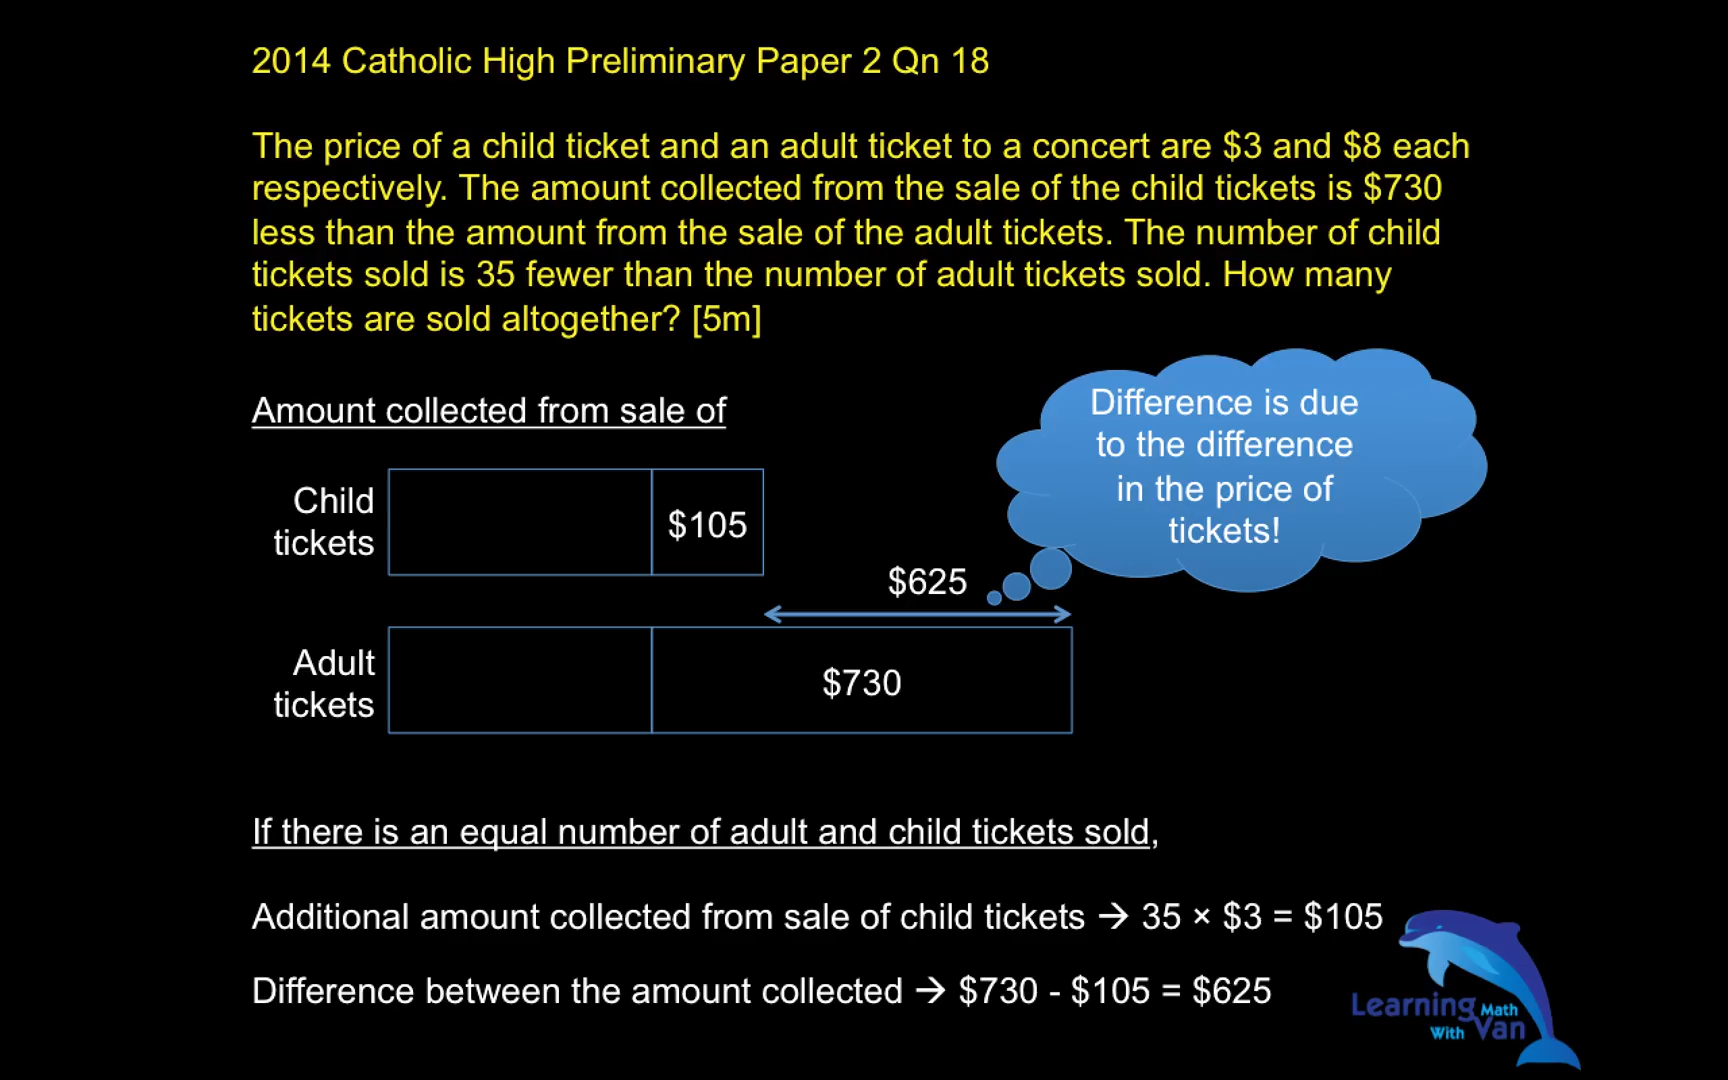 2014 Catholic High Preliminary Paper 2 Qn 18
The price of a child ticket and an adult ticket to a concert are $3 and $8 each
respectively. The amount collected from the sale of the child tickets is $730
less than the amount from the sale of the adult tickets. The number of child
tickets sold is 35 fewer than the number of adult tickets sold. How many
tickets are sold altogether? [5m]
Amount collected from sale of
Difference is due
to the difference
in the price of
tickets!
Child
tickets
$105
$625
Adult
tickets
$730
If there is an equal number of adult and child tickets sold,
Additional amount collected from sale of child tickets → 35 × $3 = $105
Difference between the amount collected → $730 - $105 = $625
Learning Math
With Van